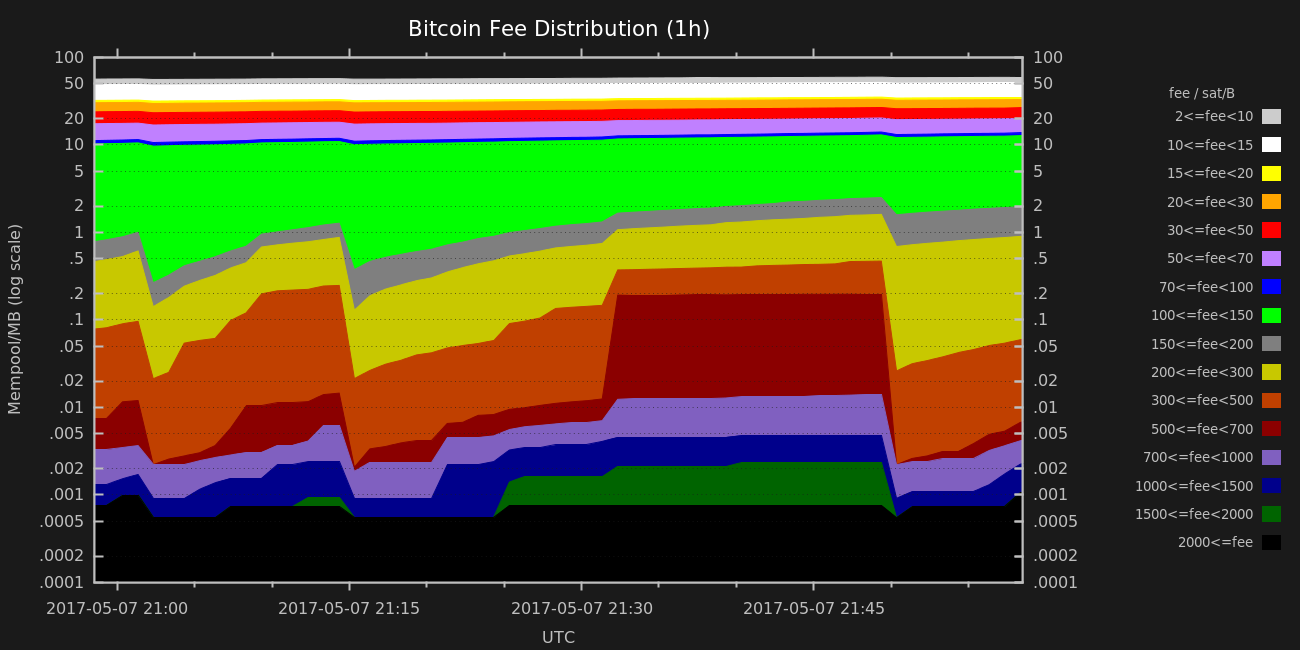 Bitcoin Fee Distribution (1h)
100 100
50 50
20 20
10 10
5 5
2 2
1 1
.5 .5
.2 .2
.1 .1
.05 .05
.02 .02
.01 .01
.005 .005
.002 .002
.001 .001
.0005 .0005
.0002 .0002
.0001 .0001
Mempool/MB (log scale)
2017-05-07 21:00 2017-05-07 21:15 2017-05-07 21:30 2017-05-07 21:45
UTC
fee / sat/B
2<=fee<10
10<=fee<15
15<=fee<20
20<=fee<30
30<=fee<50
50<=fee<70
70<=fee<100
100<=fee<150
150<=fee<200
200<=fee<300
300<=fee<500
500<=fee<700
700<=fee<1000
1000<=fee<1500
1500<=fee<2000
2000<=fee